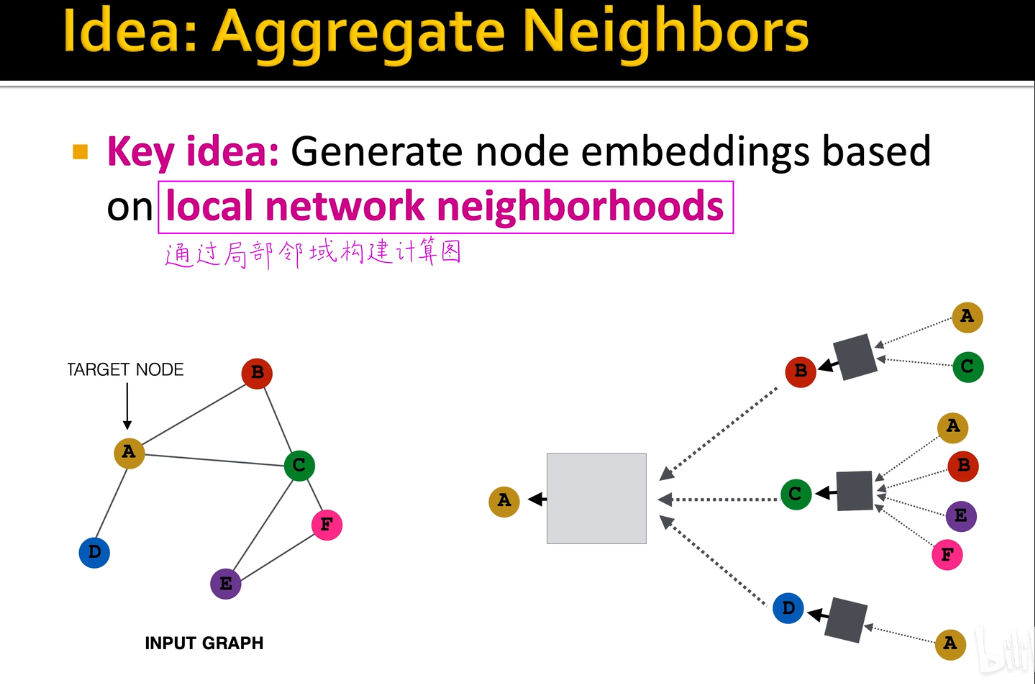 Idea: Aggregate Neighbors
Key idea: Generate node embeddings based
on local network neighborhoods
通过局部邻域构建计算图
TARGET NODE
B
A
C
F
D
E
INPUT GRAPH
A
B
C
D
A
C
A
B
E
F
A
bili